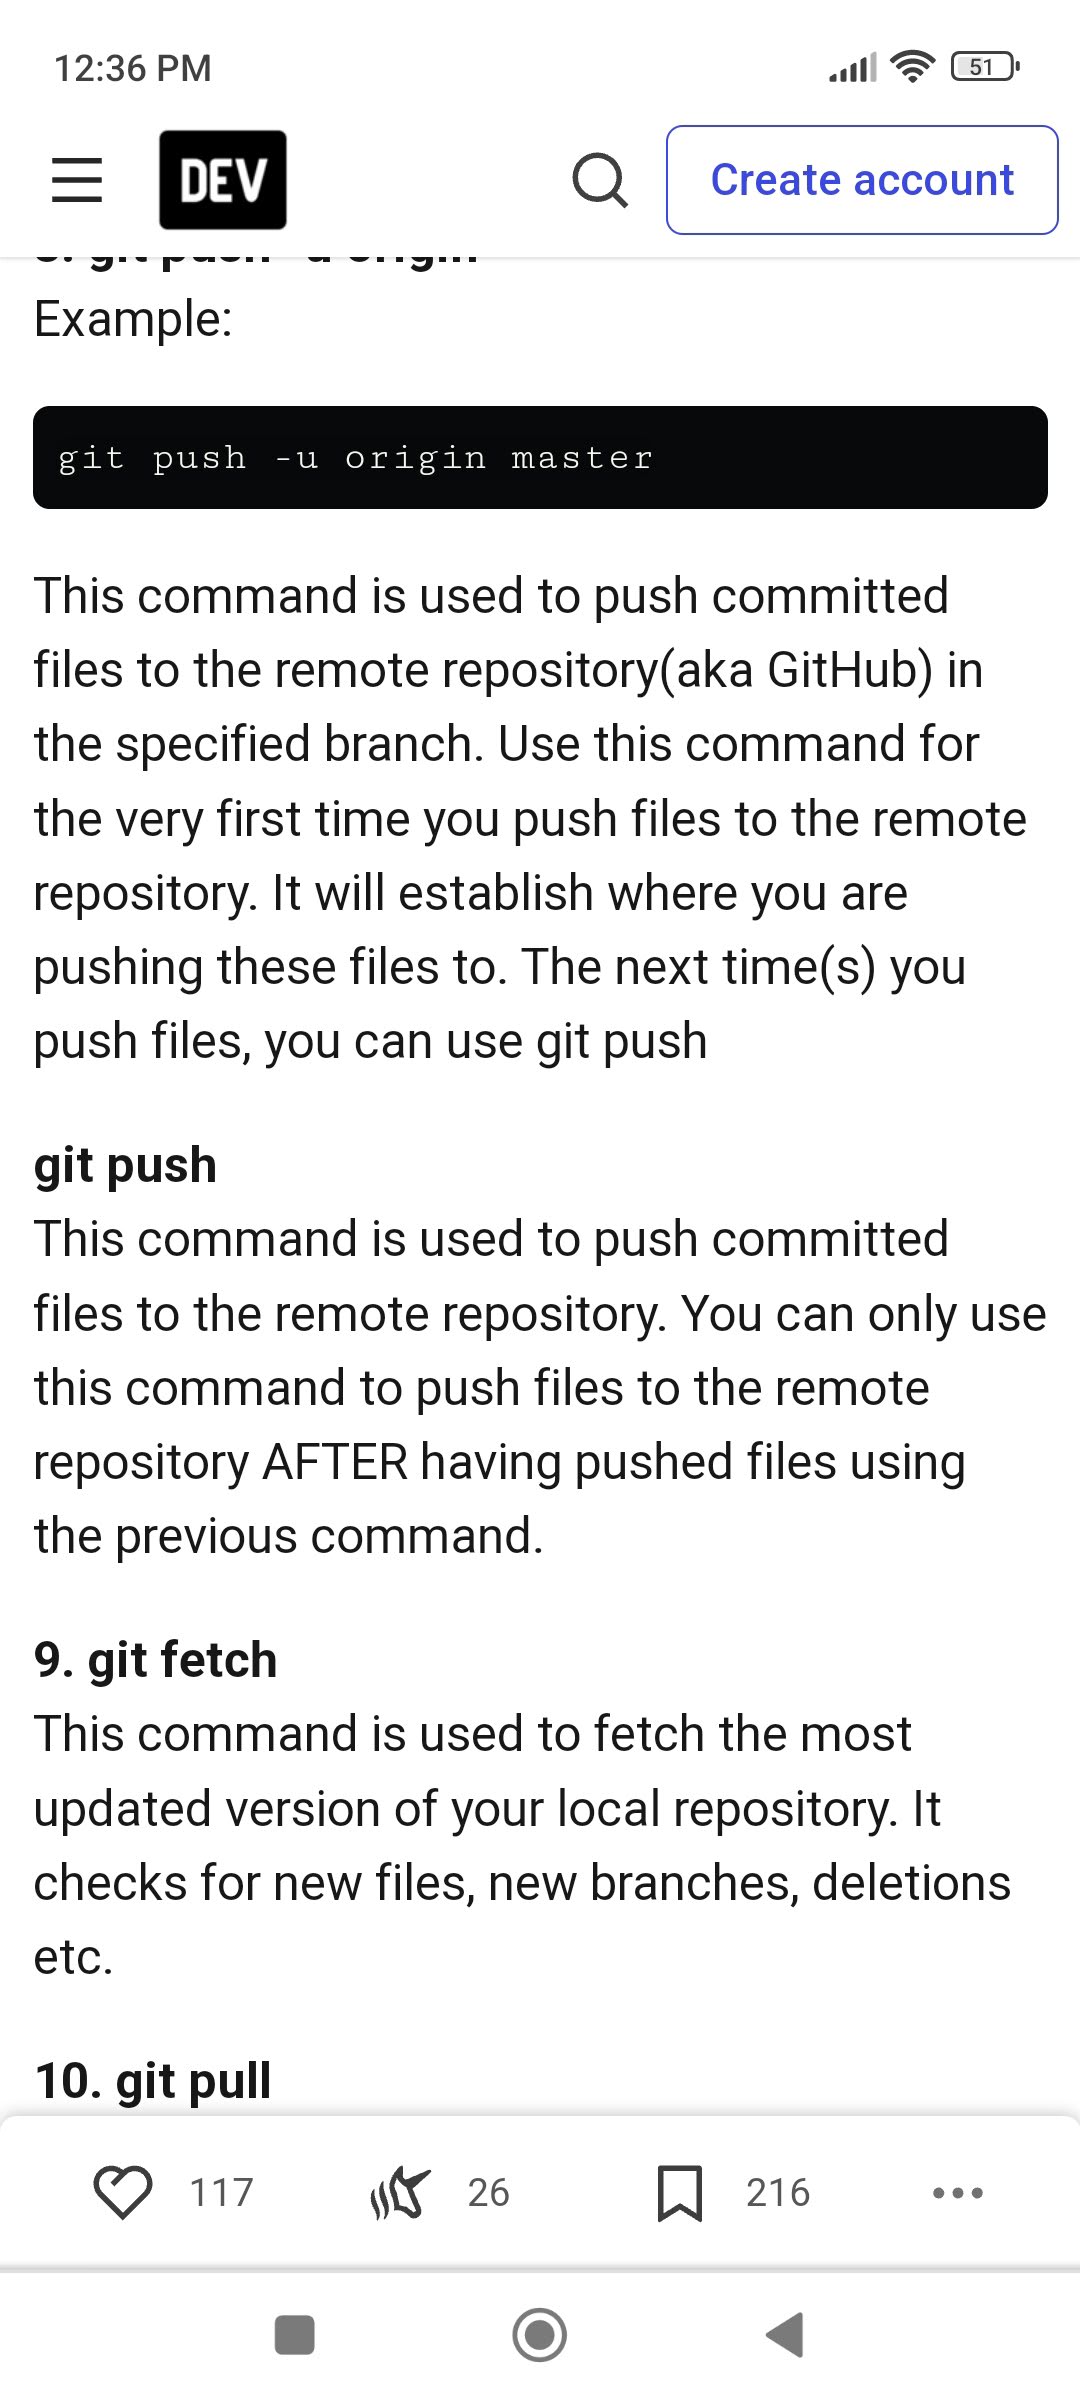 12:36 PM
51
DEV
Create account
git push -u origin
Example:
git push -u origin master
This command is used to push committed
files to the remote repository(aka GitHub) in
the specified branch. Use this command for
the very first time you push files to the remote
repository. It will establish where you are
pushing these files to. The next time(s) you
push files, you can use git push
git push
This command is used to push committed
files to the remote repository. You can only use
this command to push files to the remote
repository AFTER having pushed files using
the previous command.
9. git fetch
This command is used to fetch the most
updated version of your local repository. It
checks for new files, new branches, deletions
etc.
10. git pull
117
26
216